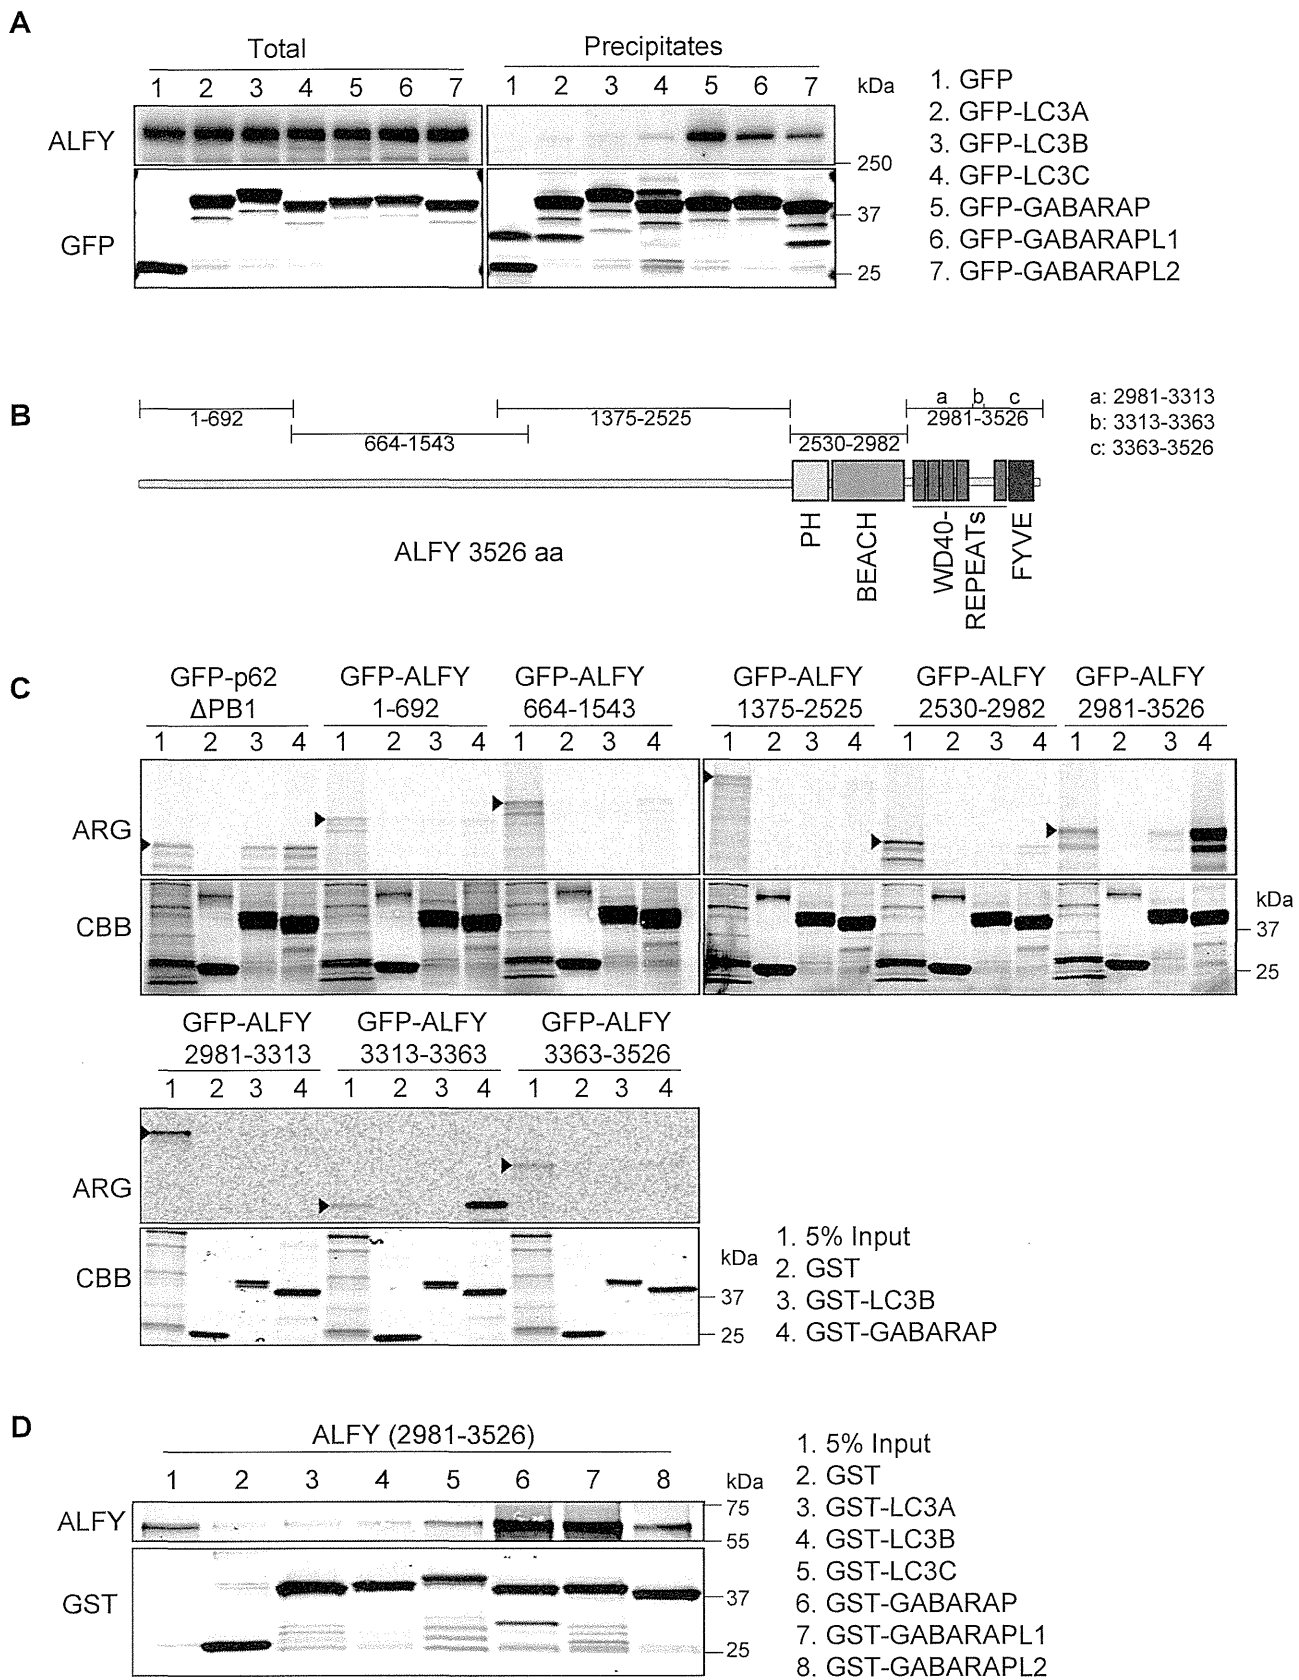 A
Total
Precipitates
1 2 3 4 5 6 7
1 2 3 4 5 6 7
kDa
ALFY
250
GFP
37
25
1. GFP
2. GFP-LC3A
3. GFP-LC3B
4. GFP-LC3C
5. GFP-GABARAP
6. GFP-GABARAPL1
7. GFP-GABARAPL2
B
1-692
664-1543
1375-2525
2530-2982
a b c
2981-3526
a: 2981-3313
b: 3313-3363
c: 3363-3526
ALFY 3526 aa
PH
BEACH
WD40-
REPEATs
FYVE
C
GFP-p62
ΔPB1
GFP-ALFY
1-692
GFP-ALFY
664-1543
GFP-ALFY
1375-2525
GFP-ALFY
2530-2982
GFP-ALFY
2981-3526
1 2 3 4
1 2 3 4
1 2 3 4
1 2 3 4
1 2 3 4
1 2 3 4
ARG
CBB
kDa
37
25
GFP-ALFY
2981-3313
GFP-ALFY
3313-3363
GFP-ALFY
3363-3526
1 2 3 4
1 2 3 4
1 2 3 4
ARG
CBB
kDa
37
25
1. 5% Input
2. GST
3. GST-LC3B
4. GST-GABARAP
D
ALFY (2981-3526)
1 2 3 4 5 6 7 8
kDa
ALFY
75
55
GST
37
25
1. 5% Input
2. GST
3. GST-LC3A
4. GST-LC3B
5. GST-LC3C
6. GST-GABARAP
7. GST-GABARAPL1
8. GST-GABARAPL2